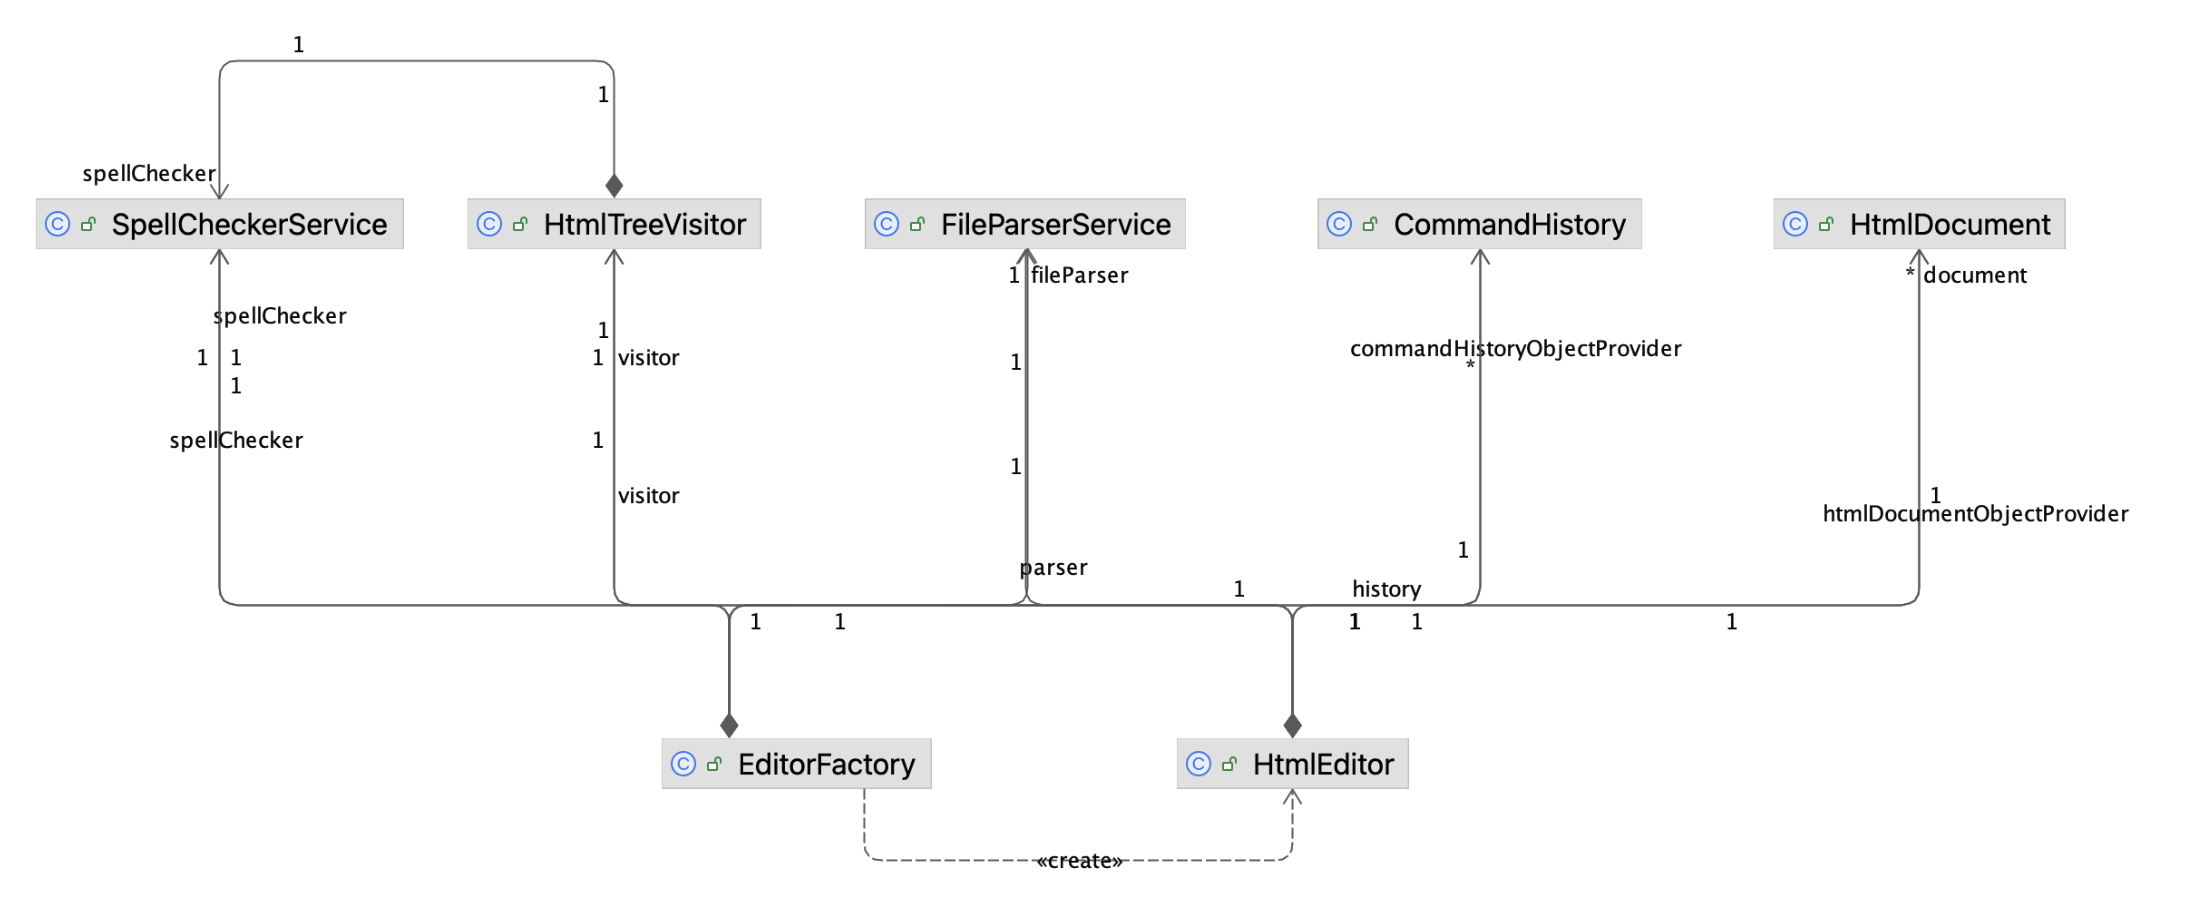 1
1
spellChecker
C SpellCheckerService
C HtmlTreeVisitor
C FileParserService
C CommandHistory
C HtmlDocument
1 fileParser
* document
spellChecker
1
commandHistoryObjectProvider
1 1
1 visitor
1
*
1
spellChecker
1
1
visitor
1
htmlDocumentObjectProvider
1
parser
1
history
1
1
1
1
1
C EditorFactory
C HtmlEditor
«create»